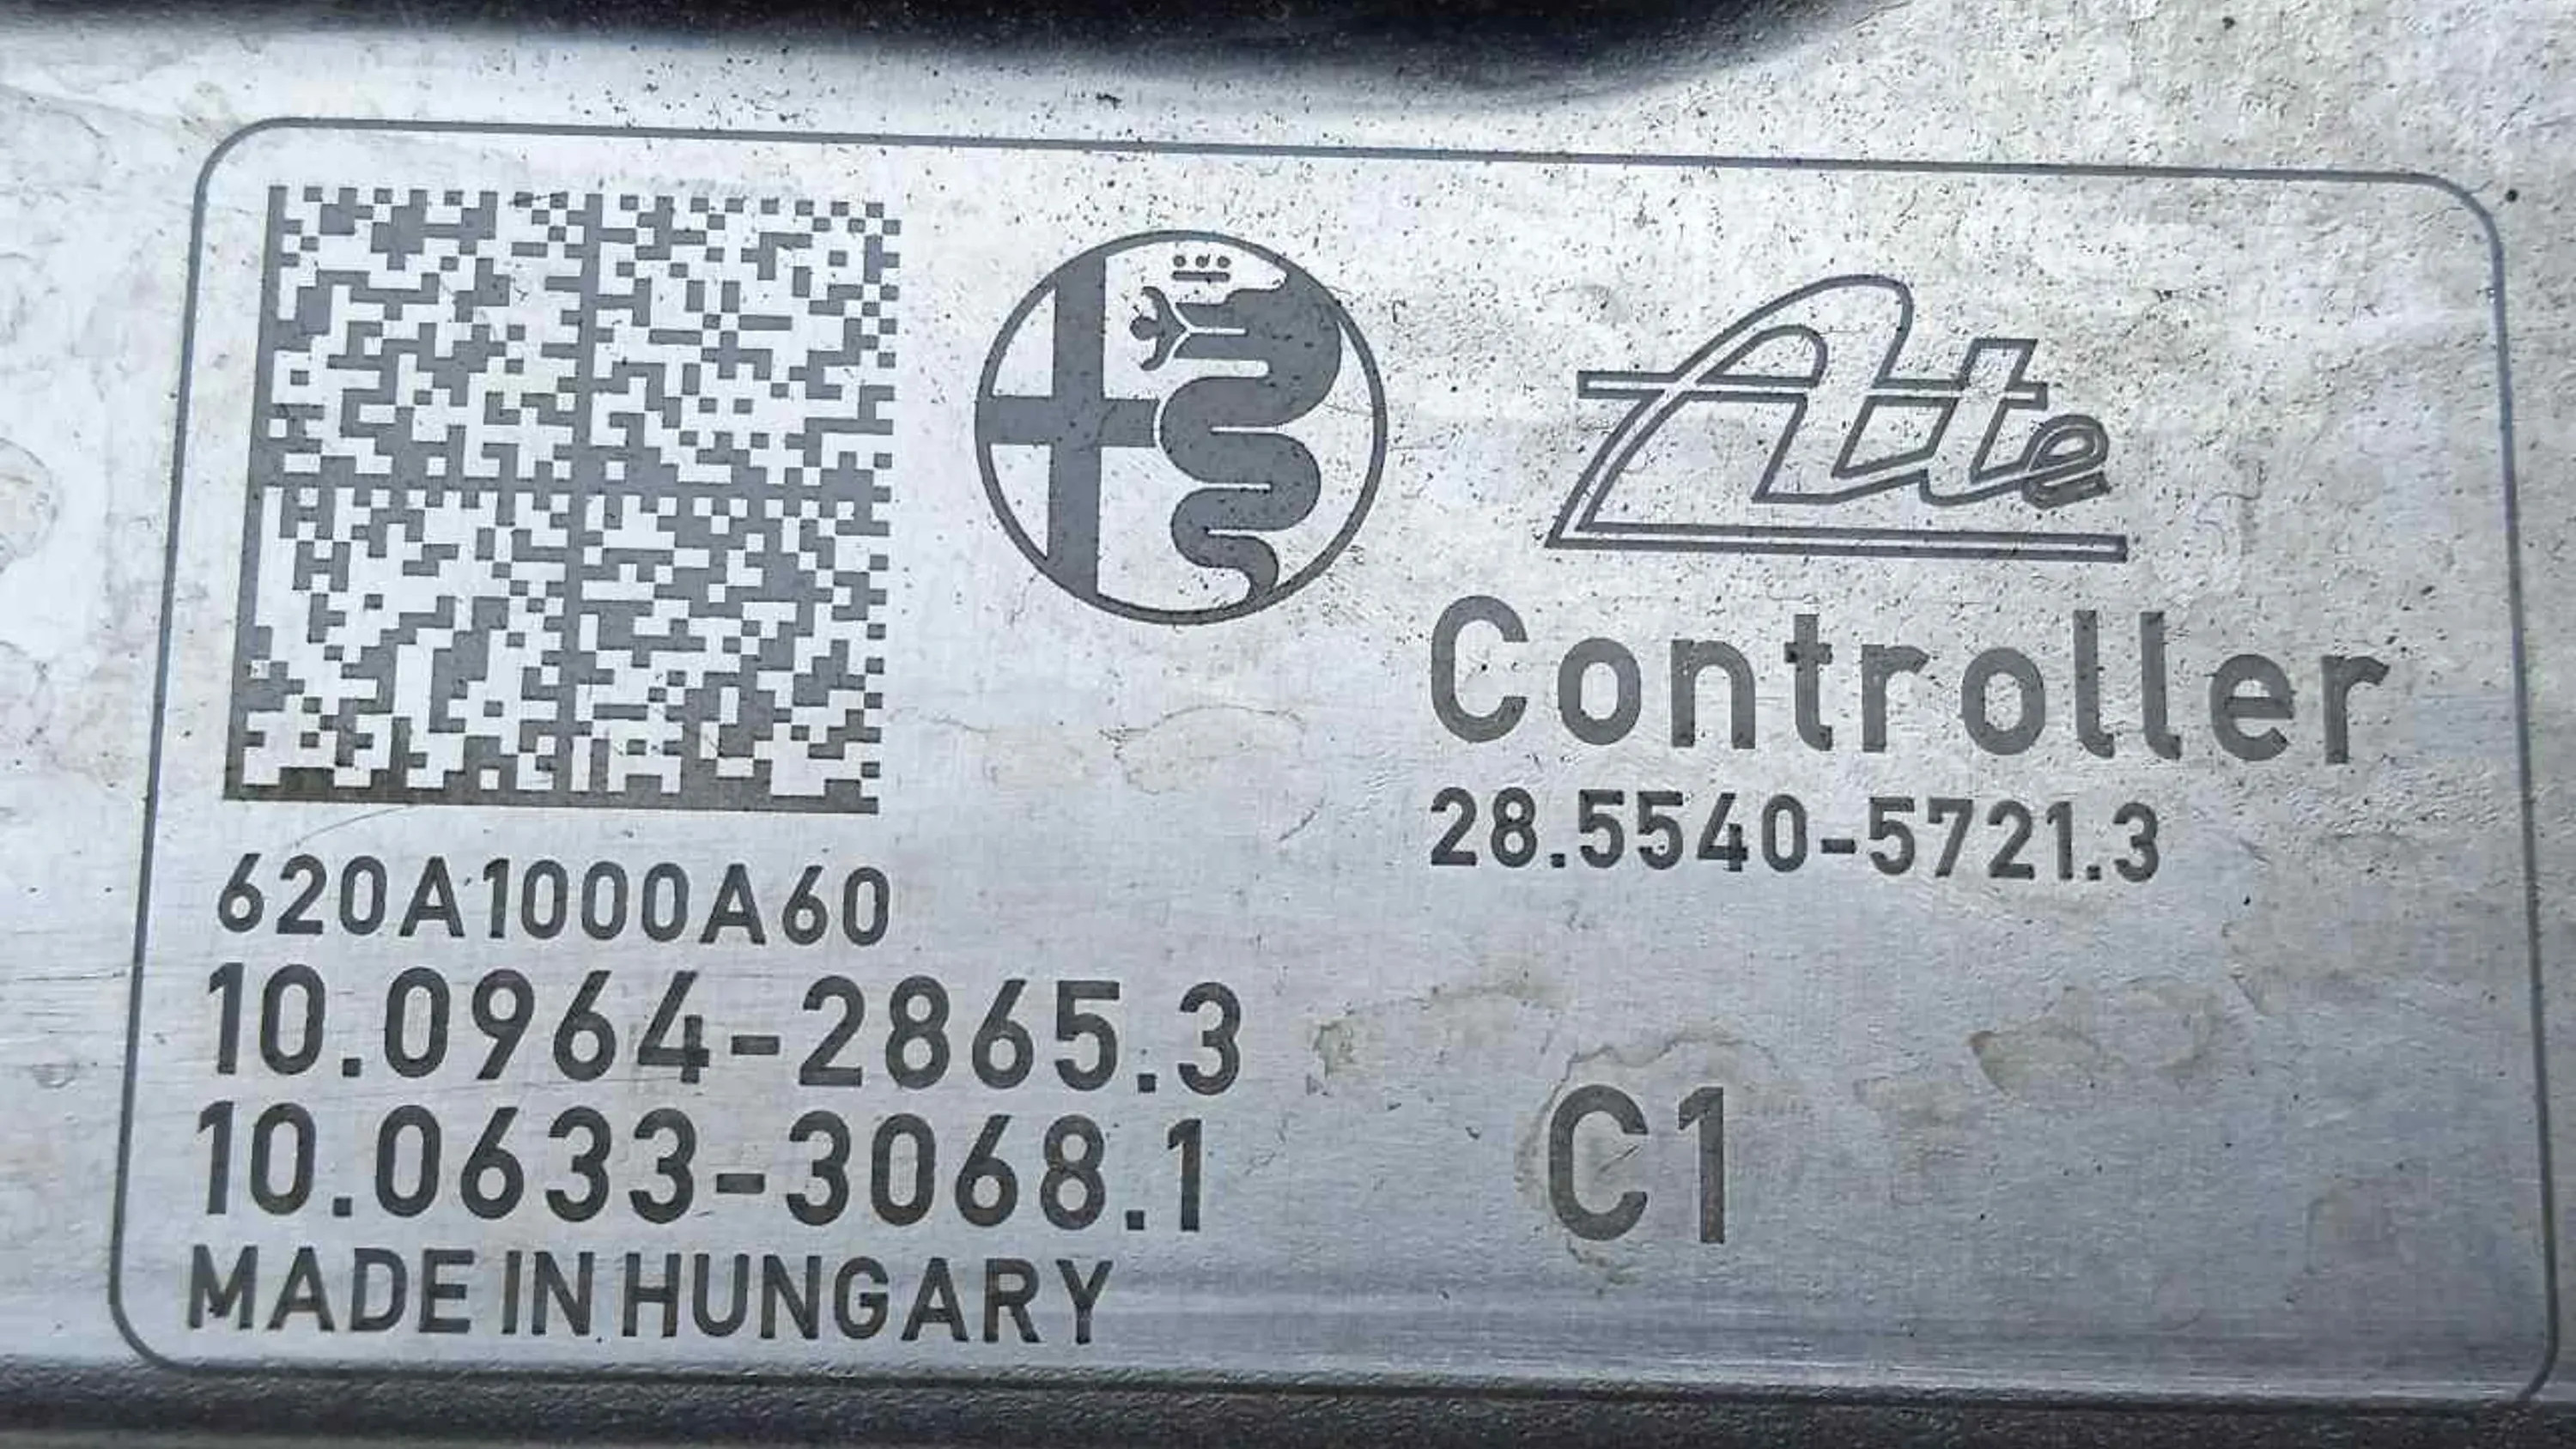 Ate
Controller
28.5540-5721.3
620A1000A60
10.0964-2865.3
10.0633-3068.1
C1
MADE IN HUNGARY